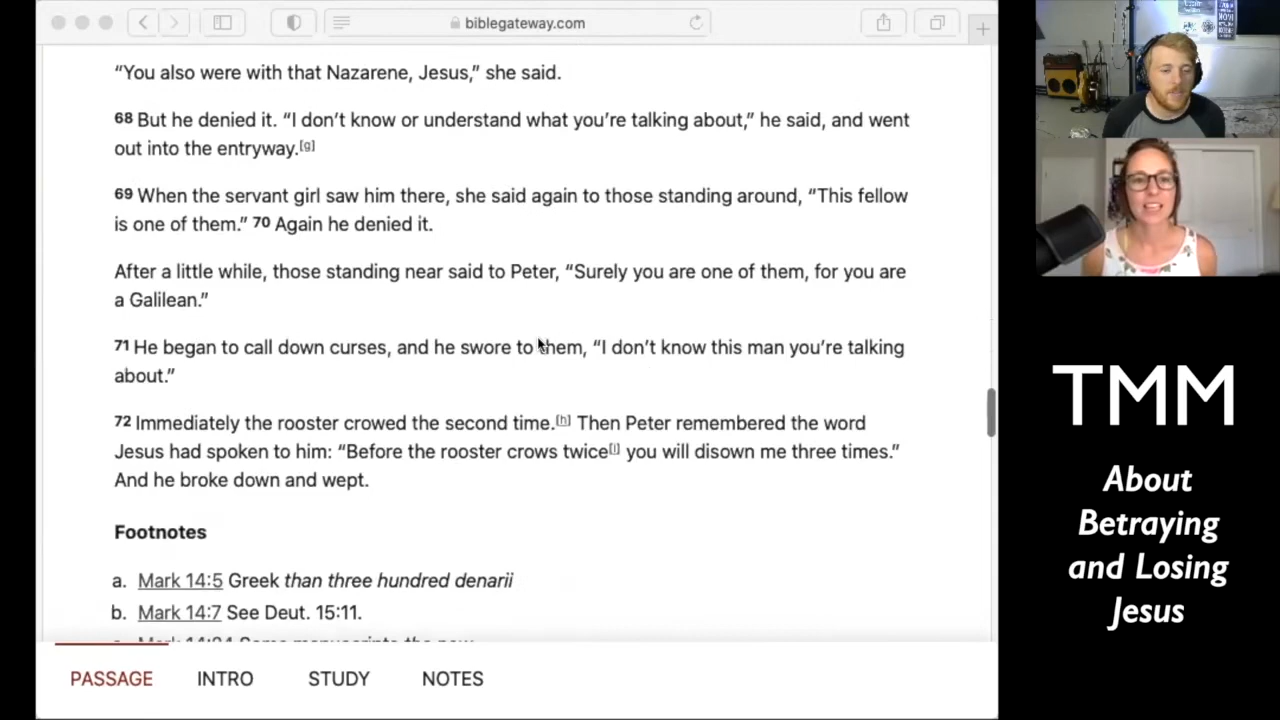 biblegateway.com
“You also were with that Nazarene, Jesus,” she said.
68 But he denied it. “I don’t know or understand what you’re talking about,” he said, and went
out into the entryway.[g]
69 When the servant girl saw him there, she said again to those standing around, “This fellow
is one of them.” 70 Again he denied it.
After a little while, those standing near said to Peter, “Surely you are one of them, for you are
a Galilean.”
71 He began to call down curses, and he swore to them, “I don’t know this man you’re talking
about.”
72 Immediately the rooster crowed the second time.[h] Then Peter remembered the word
Jesus had spoken to him: “Before the rooster crows twice[i] you will disown me three times.”
And he broke down and wept.
Footnotes
a. Mark 14:5 Greek than three hundred denarii
b. Mark 14:7 See Deut. 15:11.
Mark 14:24 Some manuscripts the new
PASSAGE INTRO STUDY NOTES
TMM
About
Betraying
and Losing
Jesus